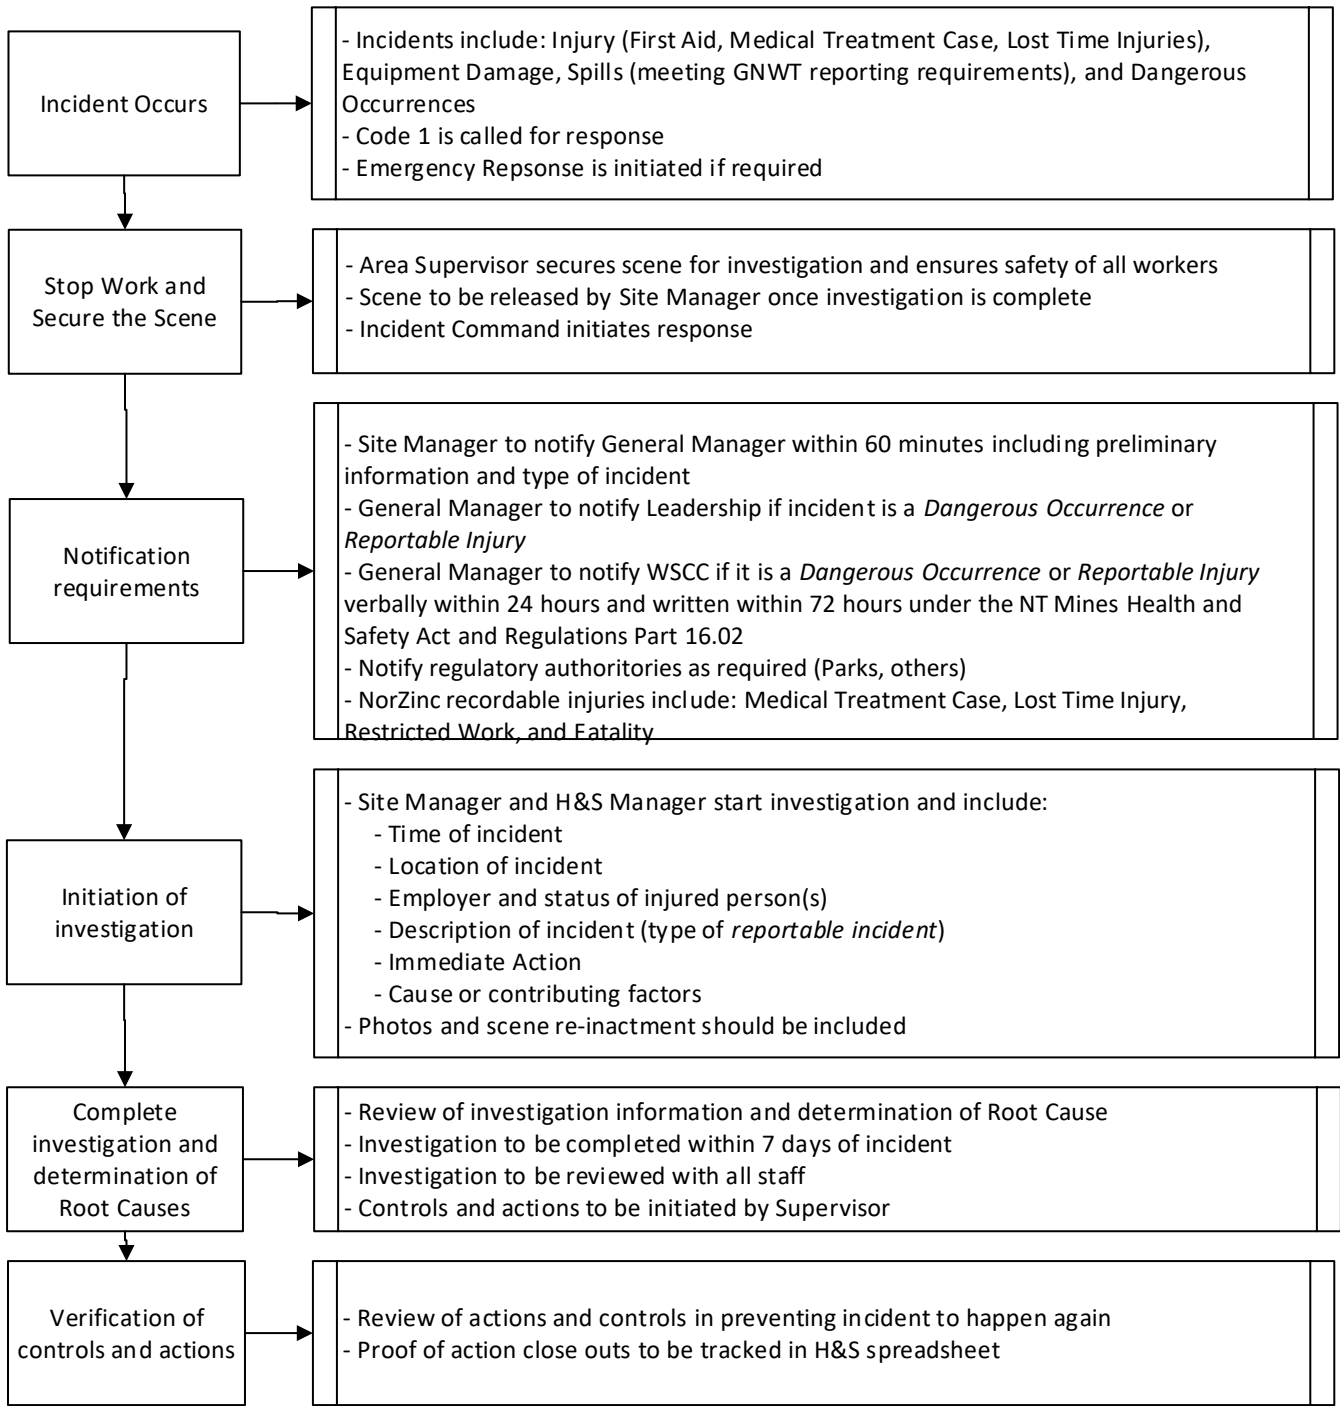 Incident Occurs
- Incidents include: Injury (First Aid, Medical Treatment Case, Lost Time Injuries),
Equipment Damage, Spills (meeting GNWT reporting requirements), and Dangerous
Occurrences
- Code 1 is called for response
- Emergency Repsonse is initiated if required
Stop Work and
Secure the Scene
- Area Supervisor secures scene for investigation and ensures safety of all workers
- Scene to be released by Site Manager once investigation is complete
- Incident Command initiates response
Notification
requirements
- Site Manager to notify General Manager within 60 minutes including preliminary
information and type of incident
- General Manager to notify Leadership if incident is a Dangerous Occurrence or
Reportable Injury
- General Manager to notify WSCC if it is a Dangerous Occurrence or Reportable Injury
verbally within 24 hours and written within 72 hours under the NT Mines Health and
Safety Act and Regulations Part 16.02
- Notify regulatory authoritories as required (Parks, others)
- NorZinc recordable injuries include: Medical Treatment Case, Lost Time Injury,
Restricted Work, and Fatality
Initiation of
investigation
- Site Manager and H&S Manager start investigation and include:
- Time of incident
- Location of incident
- Employer and status of injured person(s)
- Description of incident (type of reportable incident)
- Immediate Action
- Cause or contributing factors
- Photos and scene re-inactment should be included
Complete
investigation and
determination of
Root Causes
- Review of investigation information and determination of Root Cause
- Investigation to be completed within 7 days of incident
- Investigation to be reviewed with all staff
- Controls and actions to be initiated by Supervisor
Verification of
controls and actions
- Review of actions and controls in preventing incident to happen again
- Proof of action close outs to be tracked in H&S spreadsheet